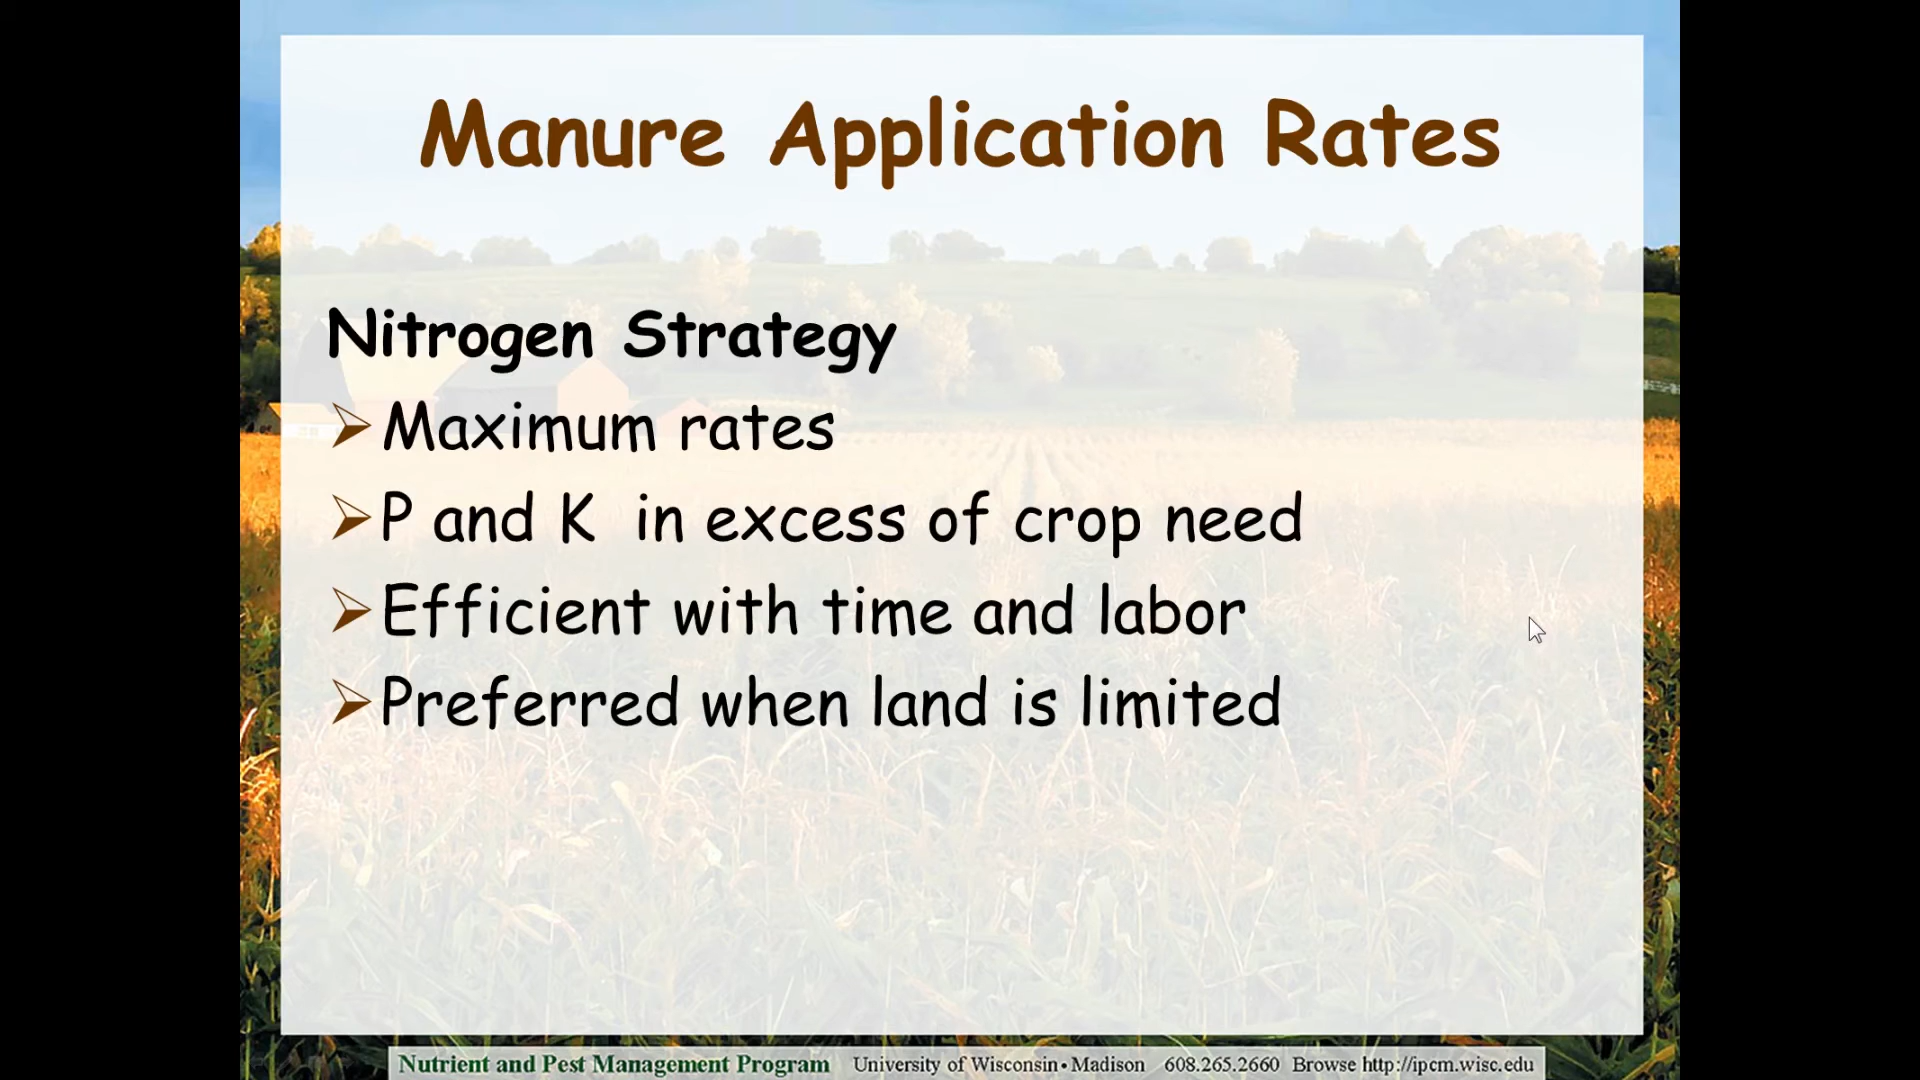 Manure Application Rates
Nitrogen Strategy
Maximum rates
P and K in excess of crop need
Efficient with time and labor
Preferred when land is limited
Nutrient and Pest Management Program University of Wisconsin • Madison 608.265.2660 Browse http://ipcm.wisc.edu